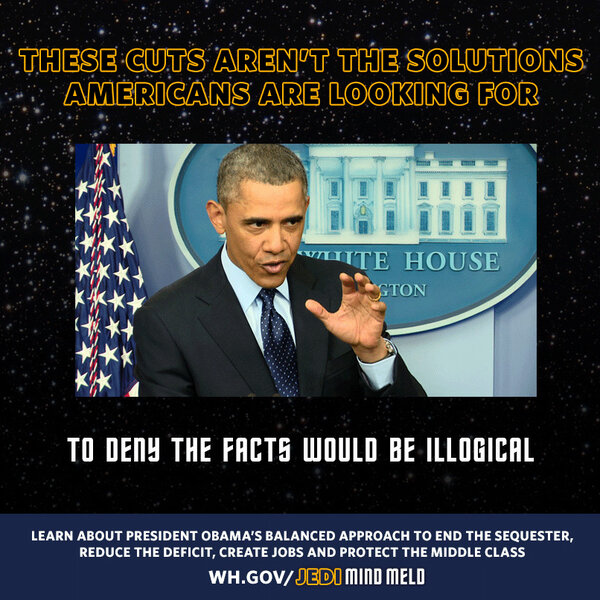 THESE CUTS AREN'T THE SOLUTIONS
AMERICANS ARE LOOKING FOR
WHITE HOUSE
GTON
TO DENY THE FACTS WOULD BE ILLOGICAL
LEARN ABOUT PRESIDENT OBAMA'S BALANCED APPROACH TO END THE SEQUESTER,
REDUCE THE DEFICIT, CREATE JOBS AND PROTECT THE MIDDLE CLASS
WH.GOV/JEDI MIND MELD